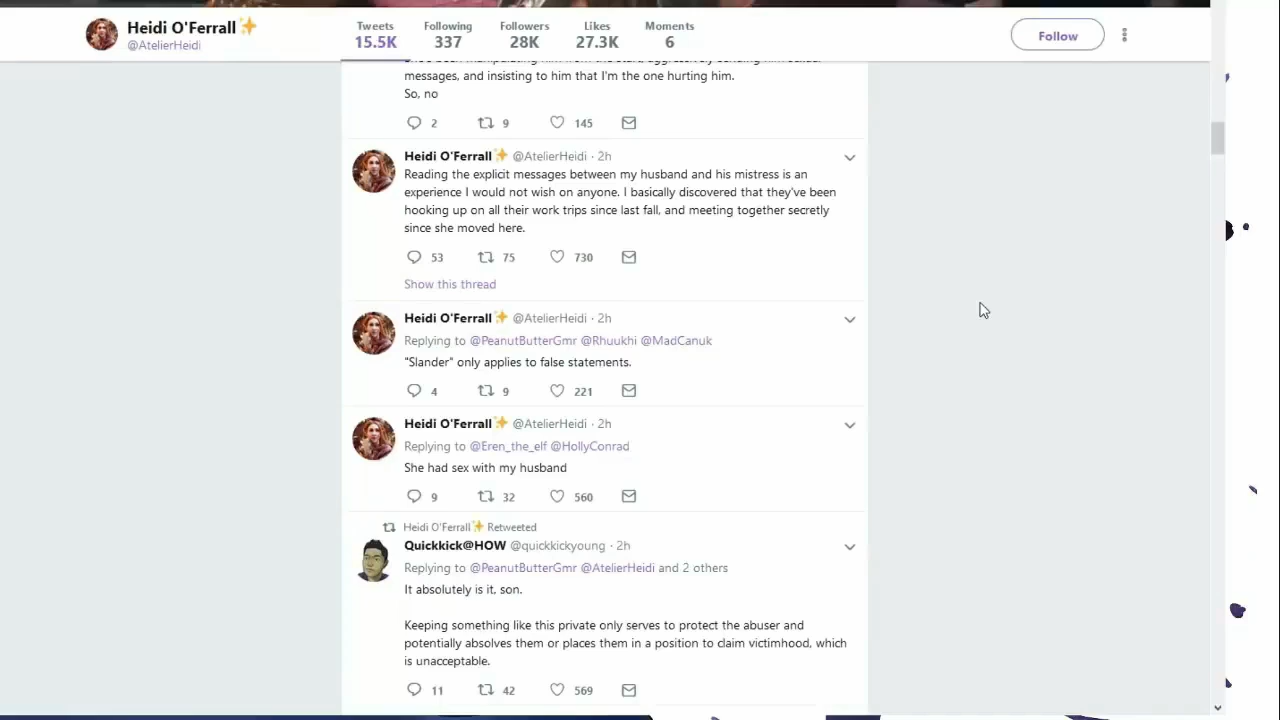 Heidi O'Ferrall✨
@AtelierHeidi
Tweets Following Followers Likes Moments
15.5K 337 28K 27.3K 6
Follow
messages, and insisting to him that I'm the one hurting him.
So, no
2 9 145
Heidi O'Ferrall✨ @AtelierHeidi · 2h
Reading the explicit messages between my husband and his mistress is an
experience I would not wish on anyone. I basically discovered that they've been
hooking up on all their work trips since last fall, and meeting together secretly
since she moved here.
53 75 730
Show this thread
Heidi O'Ferrall✨ @AtelierHeidi · 2h
Replying to @PeanutButterGmr @Rhuukhi @MadCanuk
"Slander" only applies to false statements.
4 9 221
Heidi O'Ferrall✨ @AtelierHeidi · 2h
Replying to @Eren_the_elf @HollyConrad
She had sex with my husband
9 32 560
Heidi O'Ferrall✨ Retweeted
Quickkick@HOW @quickkickyoung · 2h
Replying to @PeanutButterGmr @AtelierHeidi and 2 others
It absolutely is it, son.
Keeping something like this private only serves to protect the abuser and
potentially absolves them or places them in a position to claim victimhood, which
is unacceptable.
11 42 569